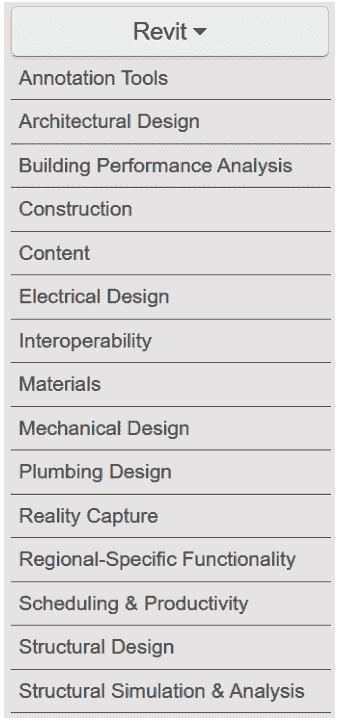 Revit
Annotation Tools
Architectural Design
Building Performance Analysis
Construction
Content
Electrical Design
Interoperability
Materials
Mechanical Design
Plumbing Design
Reality Capture
Regional-Specific Functionality
Scheduling & Productivity
Structural Design
Structural Simulation & Analysis